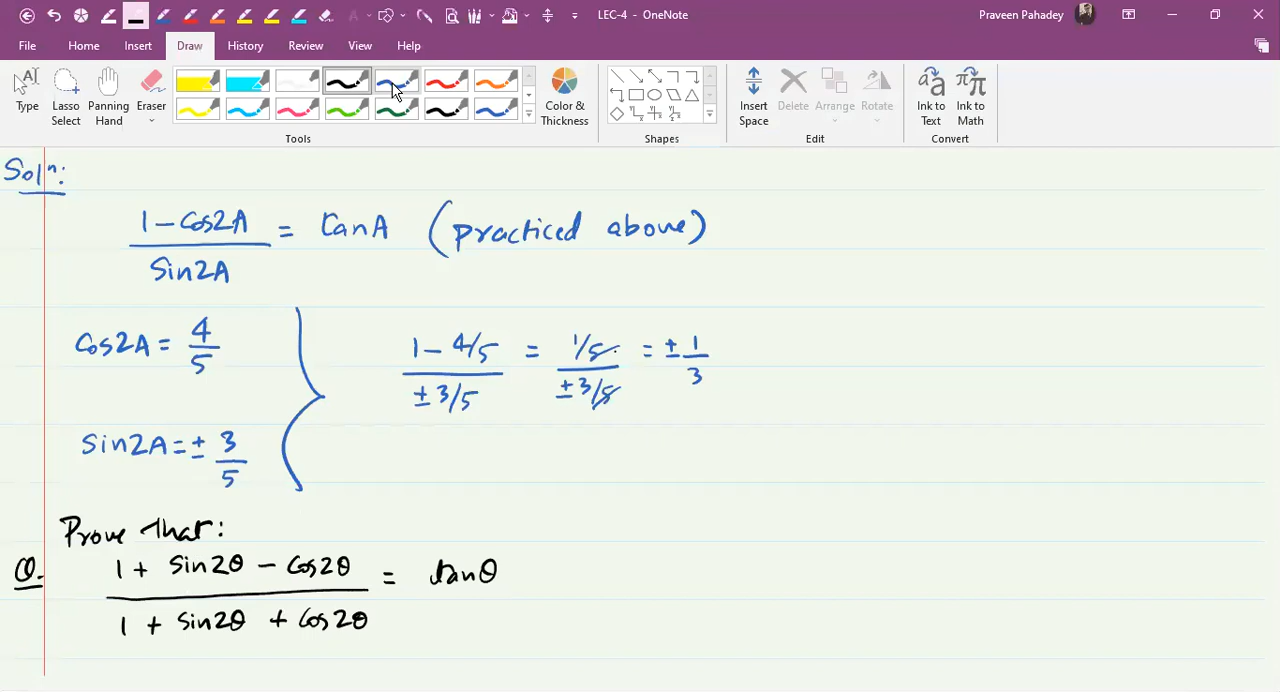 LEC-4 - OneNote
Praveen Pahadey
File Home Insert Draw History Review View Help
Type
Lasso Select
Panning Hand
Eraser
Color & Thickness
Insert Space
Delete
Arrange
Rotate
Ink to Text
Ink to Math
Tools
Shapes
Edit
Convert
Solⁿ:
1 - Cos2A / Sin2A = tanA (practiced above)
Cos2A = 4/5
1 - 4/5 / ± 3/5 = 1/5 / ± 3/5 = ± 1/3
Sin2A = ± 3/5
Prove that:
Q. 1 + Sin2θ - Cos2θ / 1 + Sin2θ + Cos2θ = tanθ